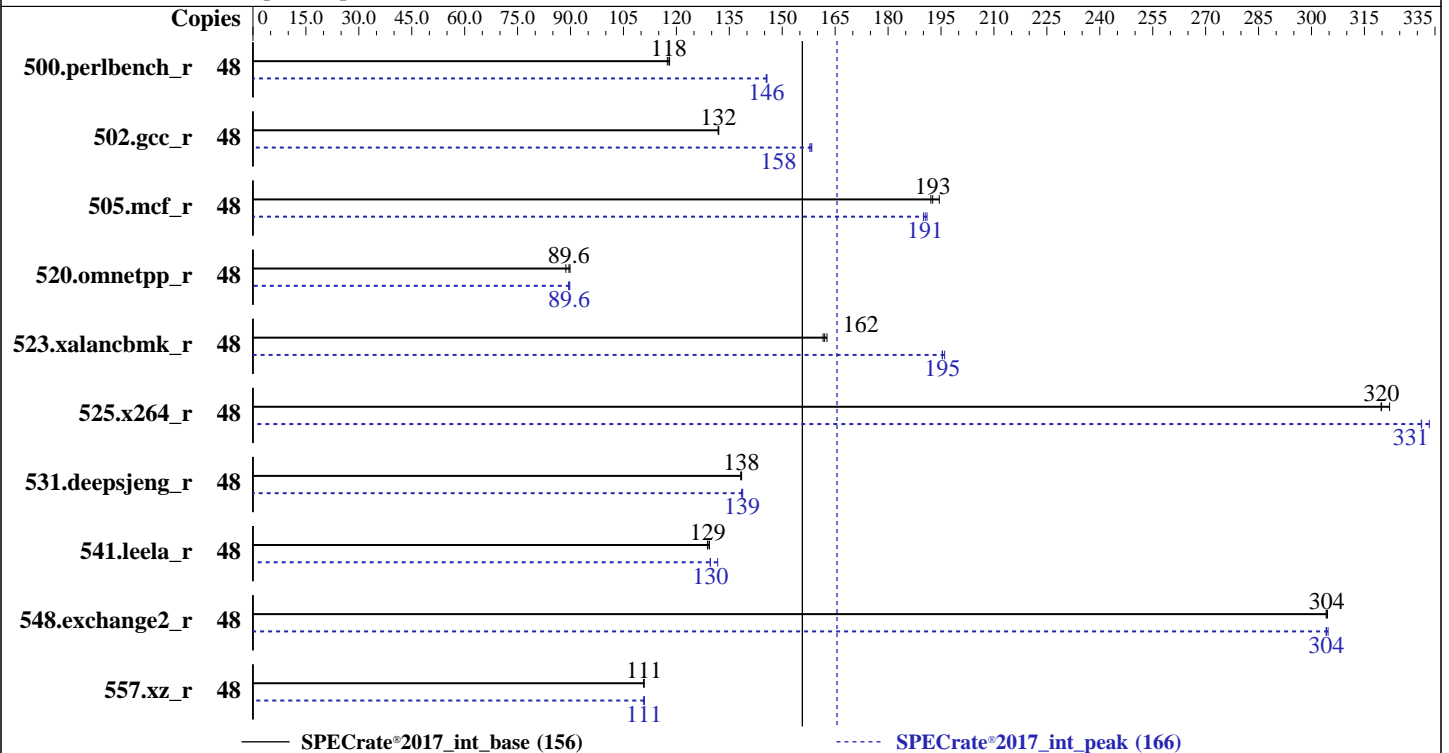 Copies 0 15.0 30.0 45.0 60.0 75.0 90.0 105 120 135 150 165 180 195 210 225 240 255 270 285 300 315 335
118
500.perlbench_r 48
146
132
502.gcc_r 48
158
193
505.mcf_r 48
191
89.6
520.omnetpp_r 48
89.6
162
523.xalancbmk_r 48
195
320
525.x264_r 48
331
138
531.deepsjeng_r 48
139
129
541.leela_r 48
130
304
548.exchange2_r 48
304
111
557.xz_r 48
111
SPECrate®2017_int_base (156) SPECrate®2017_int_peak (166)